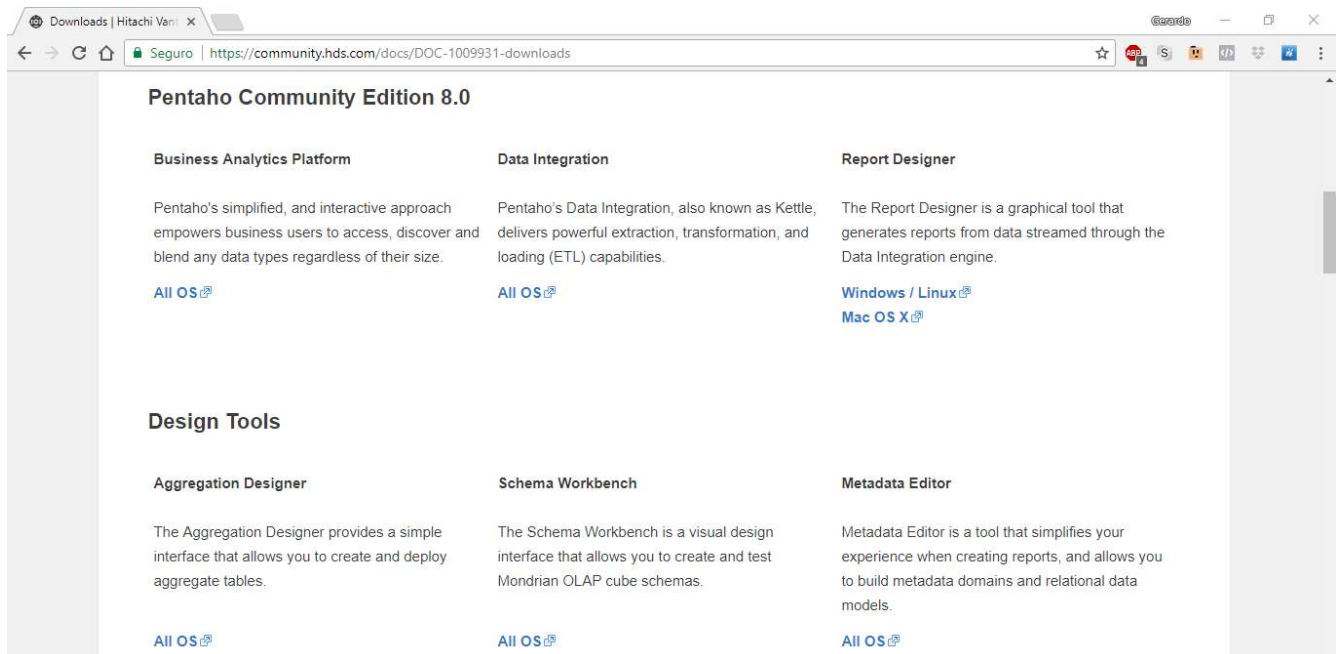 Downloads | Hitachi Vant
Gerardo
Seguro | https://community.hds.com/docs/DOC-1009931-downloads
ABP
4
S
Pentaho Community Edition 8.0
Business Analytics Platform
Pentaho's simplified, and interactive approach
empowers business users to access, discover and
blend any data types regardless of their size.
All OS
Data Integration
Pentaho's Data Integration, also known as Kettle,
delivers powerful extraction, transformation, and
loading (ETL) capabilities.
All OS
Report Designer
The Report Designer is a graphical tool that
generates reports from data streamed through the
Data Integration engine.
Windows / Linux
Mac OS X
Design Tools
Aggregation Designer
The Aggregation Designer provides a simple
interface that allows you to create and deploy
aggregate tables.
All OS
Schema Workbench
The Schema Workbench is a visual design
interface that allows you to create and test
Mondrian OLAP cube schemas.
All OS
Metadata Editor
Metadata Editor is a tool that simplifies your
experience when creating reports, and allows you
to build metadata domains and relational data
models.
All OS